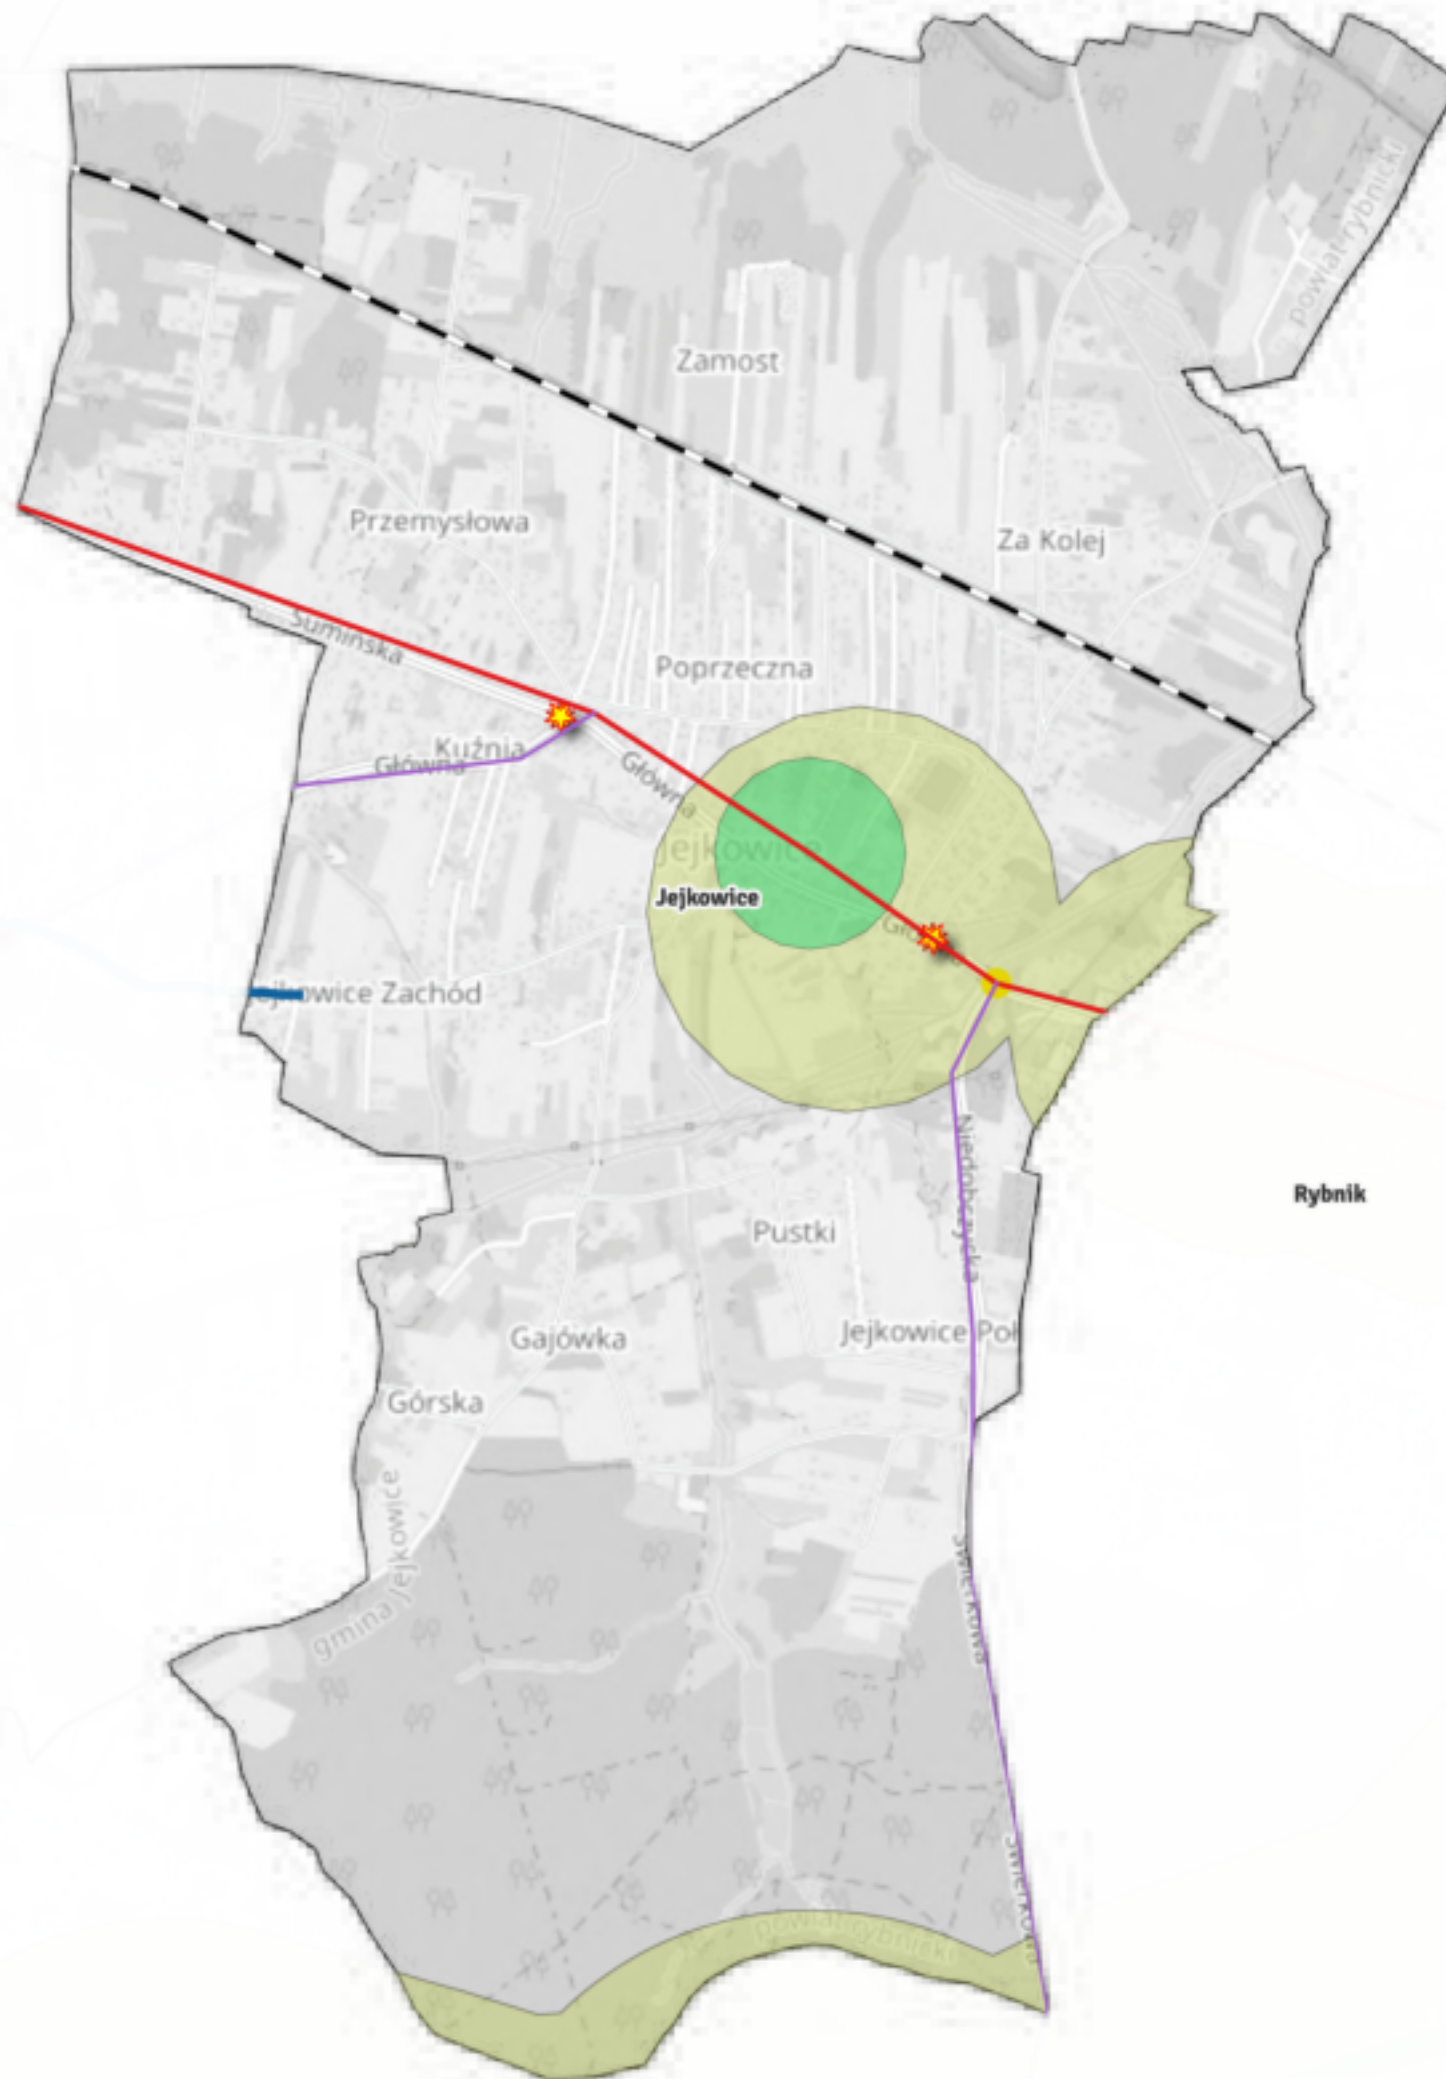 powiat rybnicki
Zamost
Przemysłowa
Za Kolej
Sumińska
Poprzeczna
Kuźnia
Główna
Główna
Jejkowice
Jejkowice
Jejkowice Zachód
Rybnik
Niedobczycka
Pustki
Jejkowice Poł
Gajówka
Górska
gmina Jejkowice
Świerkowa
Świerkowa
powiat rybnicki